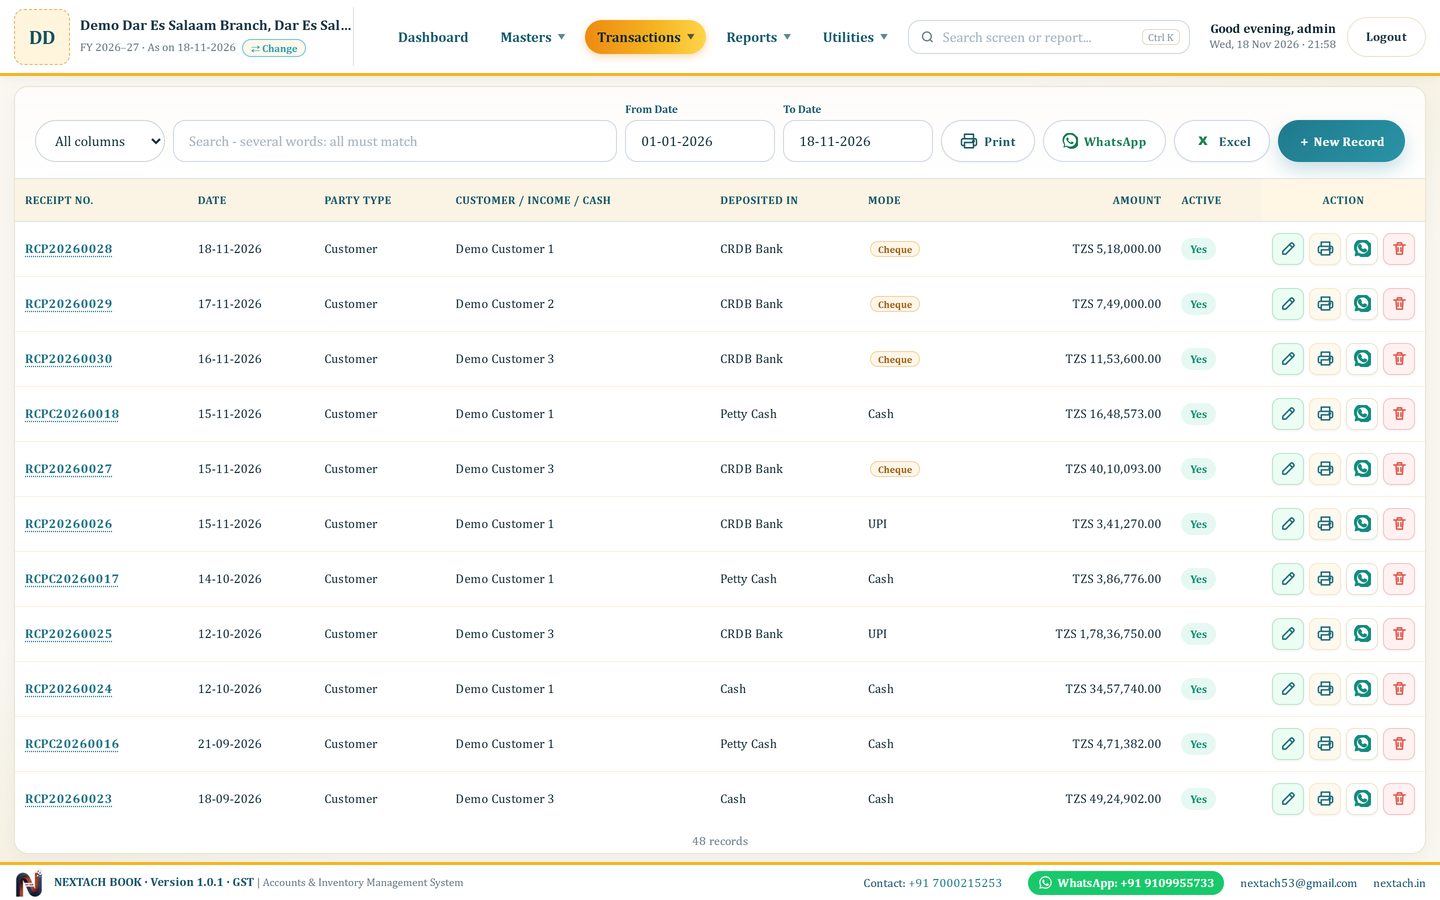 DD
Demo Dar Es Salaam Branch, Dar Es Sal...
FY 2026-27 · As on 18-11-2026 ⇄ Change
Dashboard Masters ▼ Transactions ▼ Reports ▼ Utilities ▼
Search screen or report... Ctrl K
Good evening, admin
Wed, 18 Nov 2026 · 21:58
Logout
From Date To Date
All columns Search - several words: all must match 01-01-2026 18-11-2026 Print WhatsApp X Excel + New Record
RECEIPT NO. DATE PARTY TYPE CUSTOMER / INCOME / CASH DEPOSITED IN MODE AMOUNT ACTIVE ACTION
RCP20260028 18-11-2026 Customer Demo Customer 1 CRDB Bank Cheque TZS 5,18,000.00 Yes
RCP20260029 17-11-2026 Customer Demo Customer 2 CRDB Bank Cheque TZS 7,49,000.00 Yes
RCP20260030 16-11-2026 Customer Demo Customer 3 CRDB Bank Cheque TZS 11,53,600.00 Yes
RCPC20260018 15-11-2026 Customer Demo Customer 1 Petty Cash Cash TZS 16,48,573.00 Yes
RCP20260027 15-11-2026 Customer Demo Customer 3 CRDB Bank Cheque TZS 40,10,093.00 Yes
RCP20260026 15-11-2026 Customer Demo Customer 1 CRDB Bank UPI TZS 3,41,270.00 Yes
RCPC20260017 14-10-2026 Customer Demo Customer 1 Petty Cash Cash TZS 3,86,776.00 Yes
RCP20260025 12-10-2026 Customer Demo Customer 3 CRDB Bank UPI TZS 1,78,36,750.00 Yes
RCP20260024 12-10-2026 Customer Demo Customer 1 Cash Cash TZS 34,57,740.00 Yes
RCPC20260016 21-09-2026 Customer Demo Customer 1 Petty Cash Cash TZS 4,71,382.00 Yes
RCP20260023 18-09-2026 Customer Demo Customer 3 Cash Cash TZS 49,24,902.00 Yes
48 records
NEXTACH BOOK · Version 1.0.1 · GST | Accounts & Inventory Management System
Contact: +91 7000215253 WhatsApp: +91 9109955733 nextach53@gmail.com nextach.in